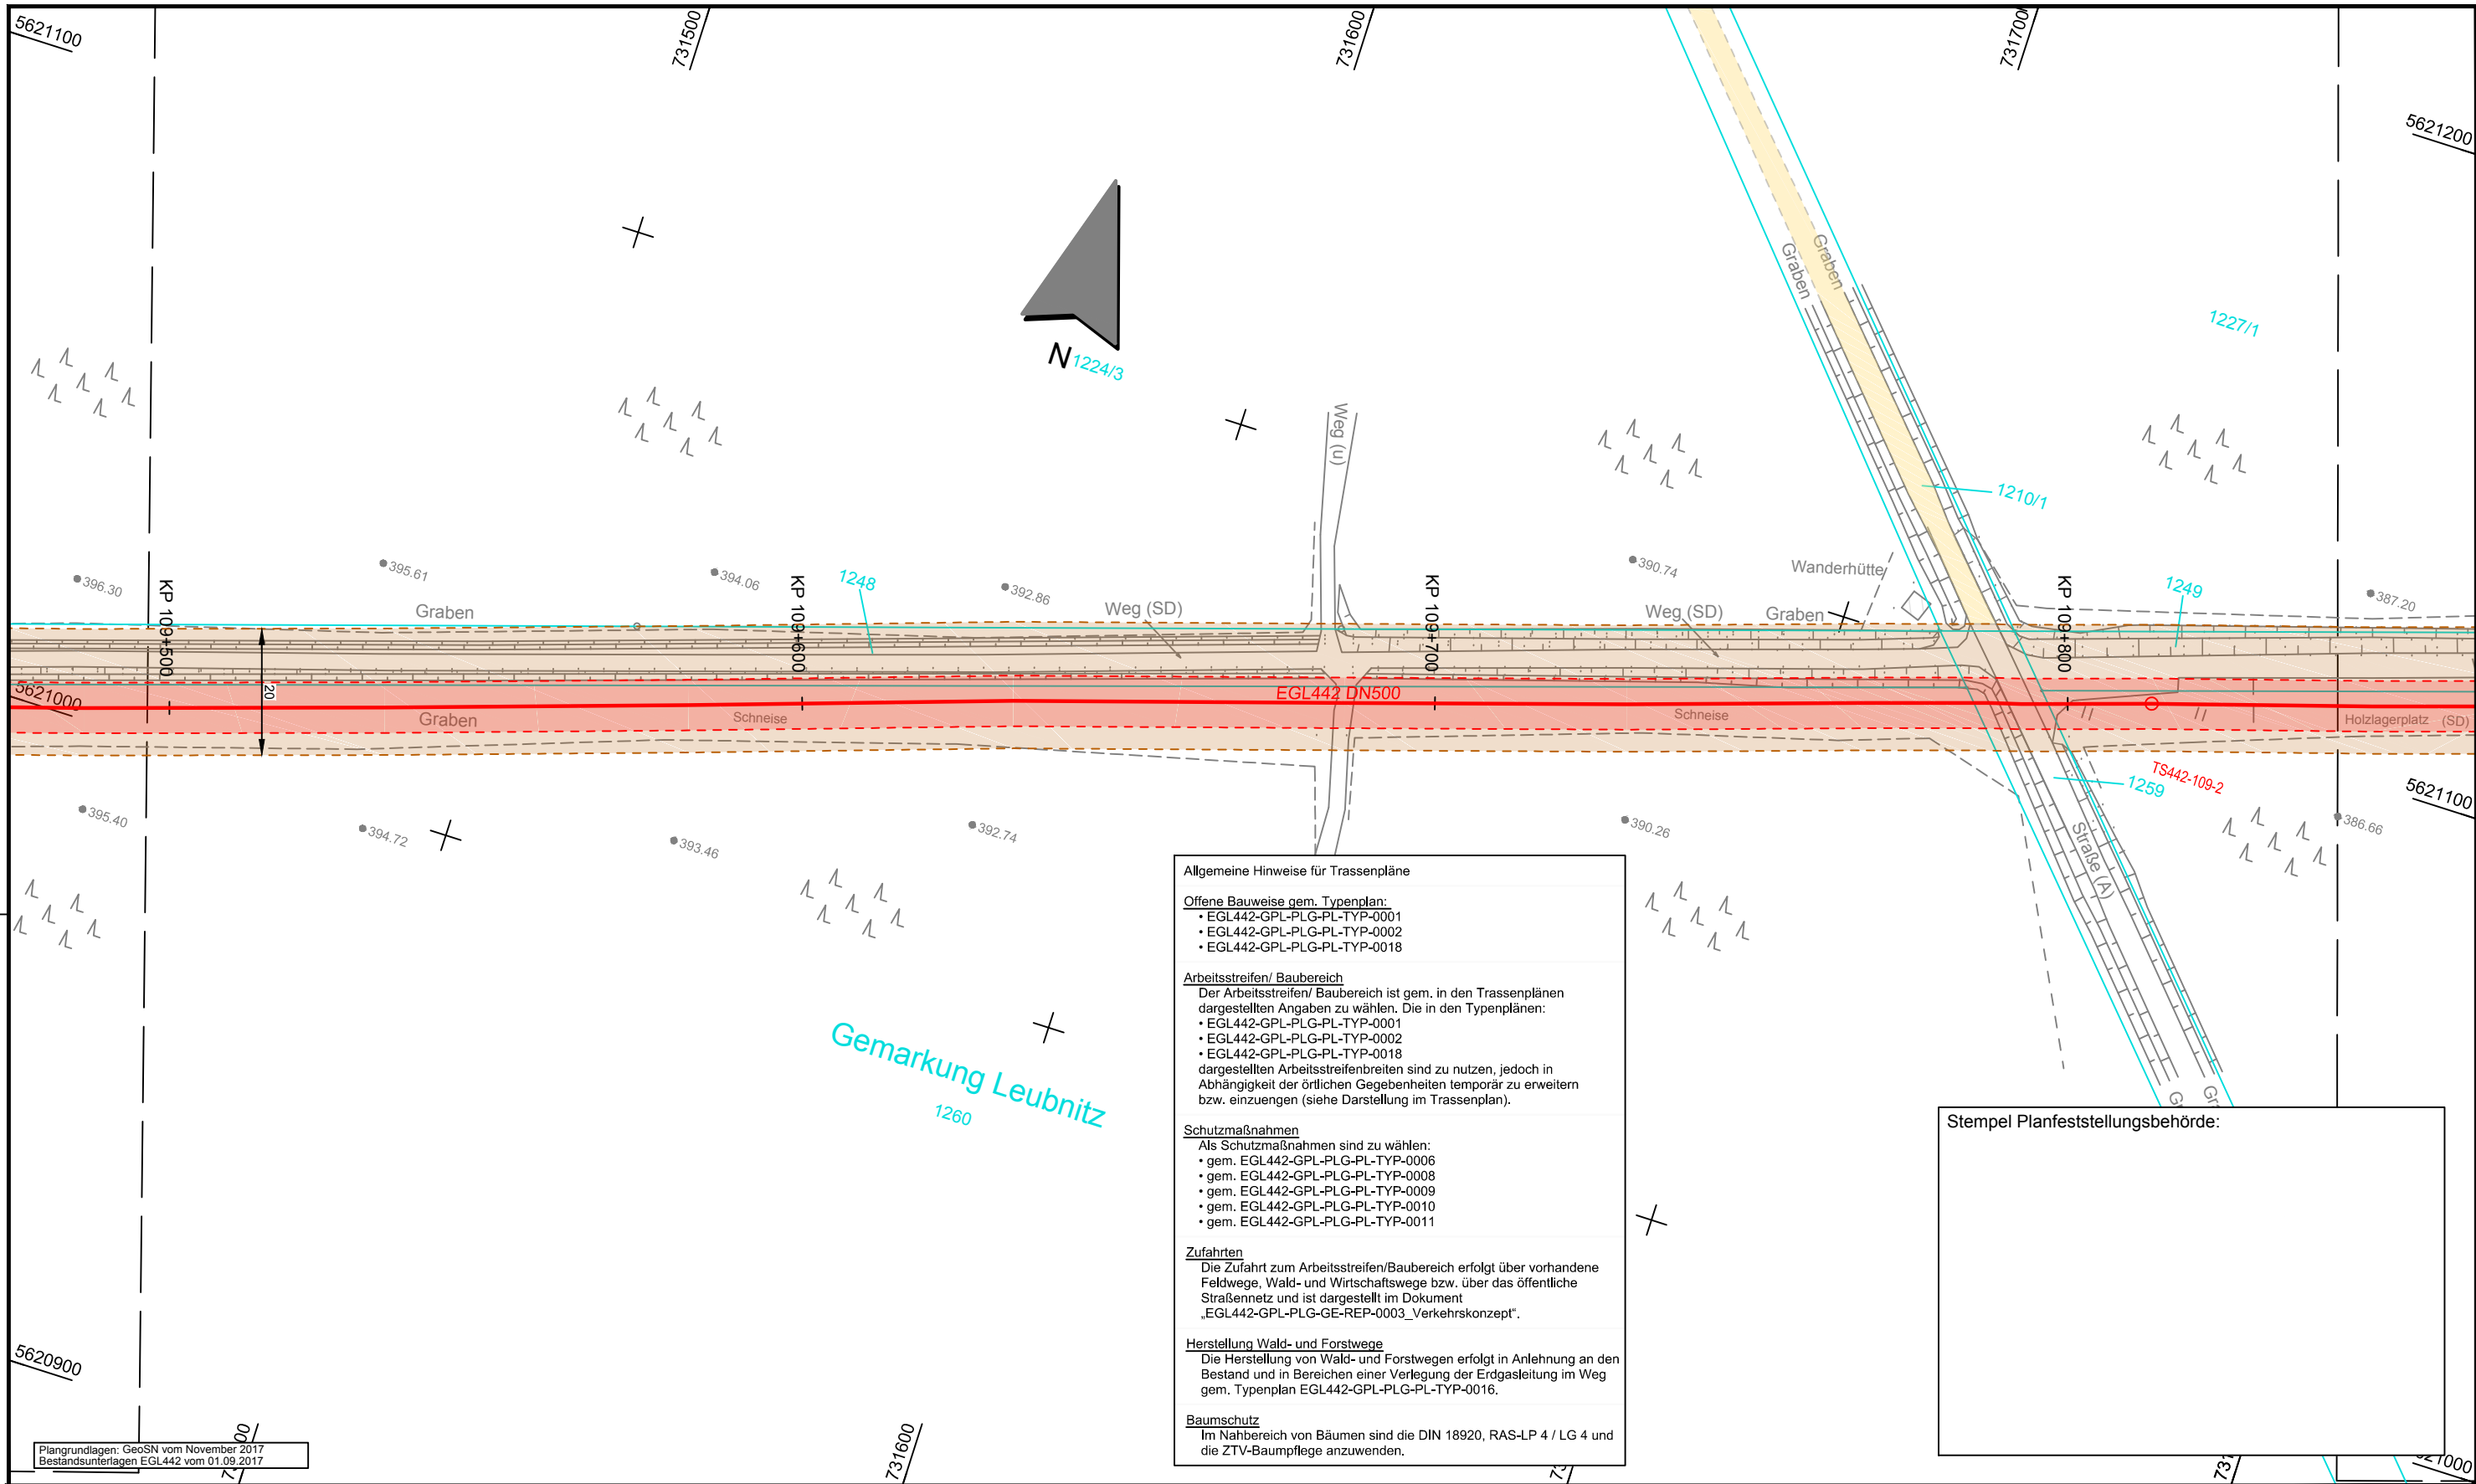 5621100
731500
731600
731700
5621200
N
1224/3
1227/1
Graben
Graben
Weg (u)
1210/1
396.30
395.61
394.06
392.86
390.74
387.20
KP 109+500
KP 109+600
KP 109+700
KP 109+800
1248
1249
Graben
Weg (SD)
Weg (SD)
Graben
Wanderhütte
20
5621000
EGL442 DN500
Graben
Schneise
Schneise
Holzlagerplatz (SD)
TS442-109-2
1259
5621100
395.40
394.72
393.46
392.74
390.26
386.66
Straße (A)
Gemarkung Leubnitz
1260
Allgemeine Hinweise für Trassenpläne
Offene Bauweise gem. Typenplan:
• EGL442-GPL-PLG-PL-TYP-0001
• EGL442-GPL-PLG-PL-TYP-0002
• EGL442-GPL-PLG-PL-TYP-0018
Arbeitsstreifen/ Baubereich
Der Arbeitsstreifen/ Baubereich ist gem. in den Trassenplänen
dargestellten Angaben zu wählen. Die in den Typenplänen:
• EGL442-GPL-PLG-PL-TYP-0001
• EGL442-GPL-PLG-PL-TYP-0002
• EGL442-GPL-PLG-PL-TYP-0018
dargestellten Arbeitsstreifenbreiten sind zu nutzen, jedoch in
Abhängigkeit der örtlichen Gegebenheiten temporär zu erweitern
bzw. einzuengen (siehe Darstellung im Trassenplan).
Schutzmaßnahmen
Als Schutzmaßnahmen sind zu wählen:
• gem. EGL442-GPL-PLG-PL-TYP-0006
• gem. EGL442-GPL-PLG-PL-TYP-0008
• gem. EGL442-GPL-PLG-PL-TYP-0009
• gem. EGL442-GPL-PLG-PL-TYP-0010
• gem. EGL442-GPL-PLG-PL-TYP-0011
Zufahrten
Die Zufahrt zum Arbeitsstreifen/Baubereich erfolgt über vorhandene
Feldwege, Wald- und Wirtschaftswege bzw. über das öffentliche
Straßennetz und ist dargestellt im Dokument
„EGL442-GPL-PLG-GE-REP-0003_Verkehrskonzept“.
Herstellung Wald- und Forstwege
Die Herstellung von Wald- und Forstwegen erfolgt in Anlehnung an den
Bestand und in Bereichen einer Verlegung der Erdgasleitung im Weg
gem. Typenplan EGL442-GPL-PLG-PL-TYP-0016.
Baumschutz
Im Nahbereich von Bäumen sind die DIN 18920, RAS-LP 4 / LG 4 und
die ZTV-Baumpflege anzuwenden.
Stempel Planfeststellungsbehörde:
5620900
Plangrundlagen: GeoSN vom November 2017
Bestandsunterlagen EGL442 vom 01.09.2017
731600